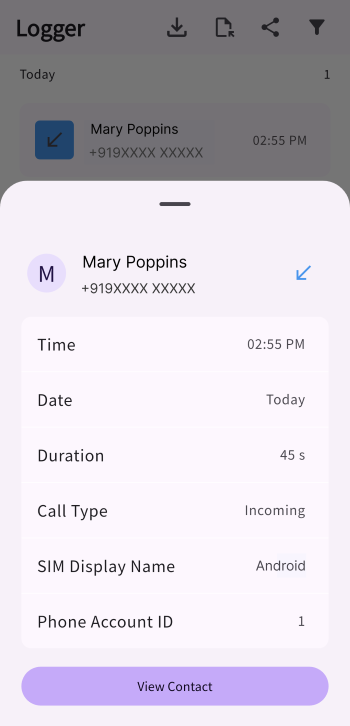 Logger
Today 1
Mary Poppins
+919XXXX XXXXX
02:55 PM
M
Mary Poppins
+919XXXX XXXXX
Time 02:55 PM
Date Today
Duration 45 s
Call Type Incoming
SIM Display Name Android
Phone Account ID 1
View Contact